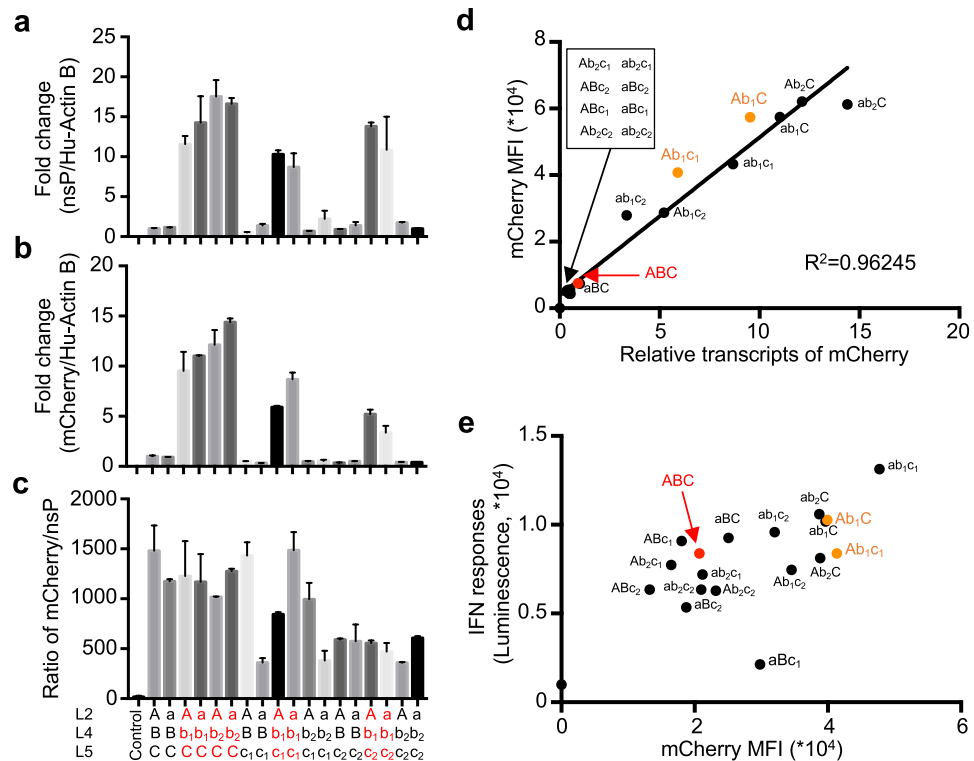 a
25
20
15
10
5
0
Fold change
(nsP/Hu-Actin B)
b
20
15
10
5
0
Fold change
(mCherry/Hu-Actin B)
c
2000
1500
1000
500
0
Ratio of mCherry/nsP
Control
L2 A a A a A a A a A a A a A a A a A a
L4 B B b₁ b₁ b₂ b₂ B B b₁ b₁ b₂ b₂ B B b₁ b₁ b₂ b₂
L5 C C C C C C c₁ c₁ c₁ c₁ c₁ c₁ c₂ c₂ c₂ c₂ c₂ c₂
d
8
6
4
2
0
mCherry MFI (*10⁴)
Ab₂c₁ ab₂c₁
ABc₂ aBc₂
ABc₁ aBc₁
Ab₂c₂ ab₂c₂
Ab₁C
Ab₂C
ab₂C
ab₁C
Ab₁c₁
ab₁c₁
ab₁c₂
Ab₁c₂
ABC
aBC
R²=0.96245
0 5 10 15 20
Relative transcripts of mCherry
e
1.5
1.0
0.5
0
IFN responses
(Luminescence, *10⁴)
ab₁c₁
ABC
ab₂C
Ab₁C
ab₁C
ab₁c₂
aBC
ABc₁
Ab₁c₁
Ab₂C
Ab₂c₁
ab₂c₁
Ab₁c₂
ABc₂
ab₂c₂
Ab₂c₂
aBc₂
aBc₁
0 2 4 6
mCherry MFI (*10⁴)